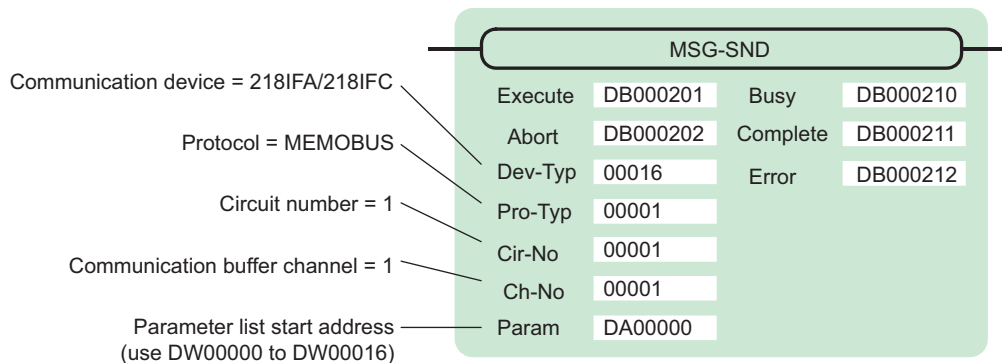 MSG-SND
Communication device = 218IFA/218IFC
Execute DB000201 Busy DB000210
Protocol = MEMOBUS
Abort DB000202 Complete DB000211
Dev-Typ 00016 Error DB000212
Circuit number = 1
Pro-Typ 00001
Cir-No 00001
Communication buffer channel = 1
Ch-No 00001
Parameter list start address
(use DW00000 to DW00016)
Param DA00000